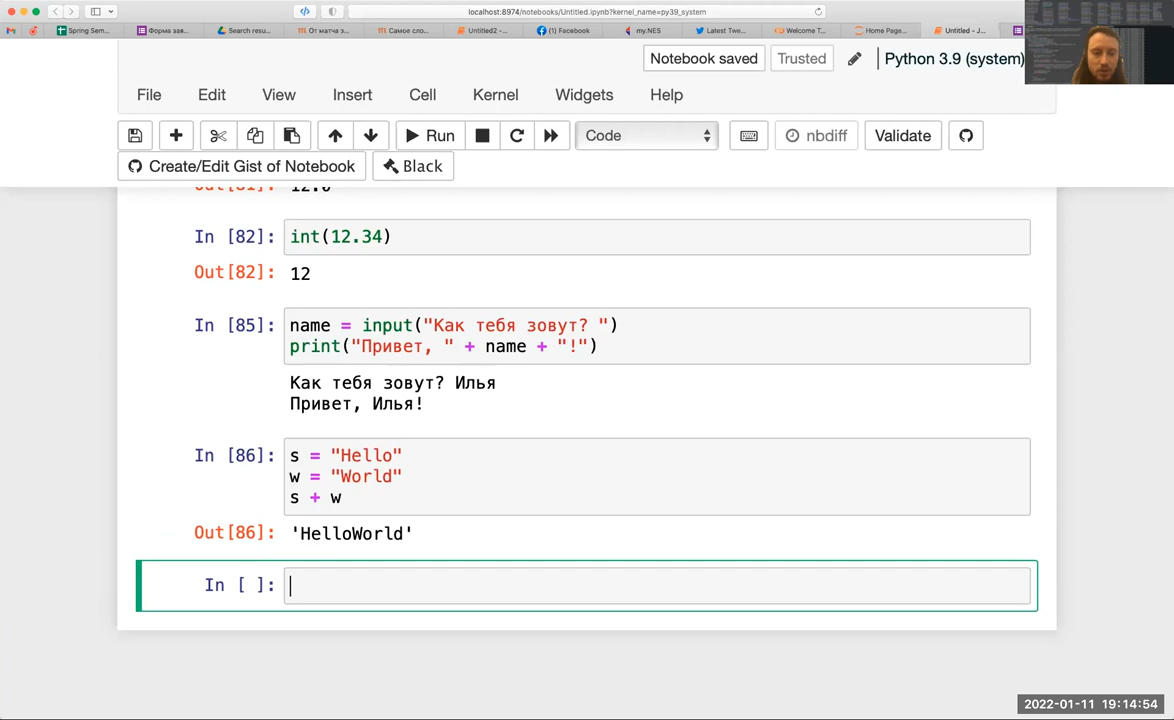 localhost:8974/notebooks/Untitled.ipynb?kernel_name=py39_system
Spring Sem...
Форма зая...
Search resu...
От матча э...
Самое сло...
Untitled2 - ...
(1) Facebook
my.NES
Latest Twe...
Welcome T...
Home Page...
Untitled - J...
Notebook saved
Trusted
Python 3.9 (system)
File Edit View Insert Cell Kernel Widgets Help
Run
Code
nbdiff
Validate
Create/Edit Gist of Notebook
Black
Out[81]: 12.0
In [82]: int(12.34)
Out[82]: 12
In [85]: name = input("Как тебя зовут? ")
print("Привет, " + name + "!")
Как тебя зовут? Илья
Привет, Илья!
In [86]: s = "Hello"
w = "World"
s + w
Out[86]: 'HelloWorld'
In [ ]:
2022-01-11 19:14:54